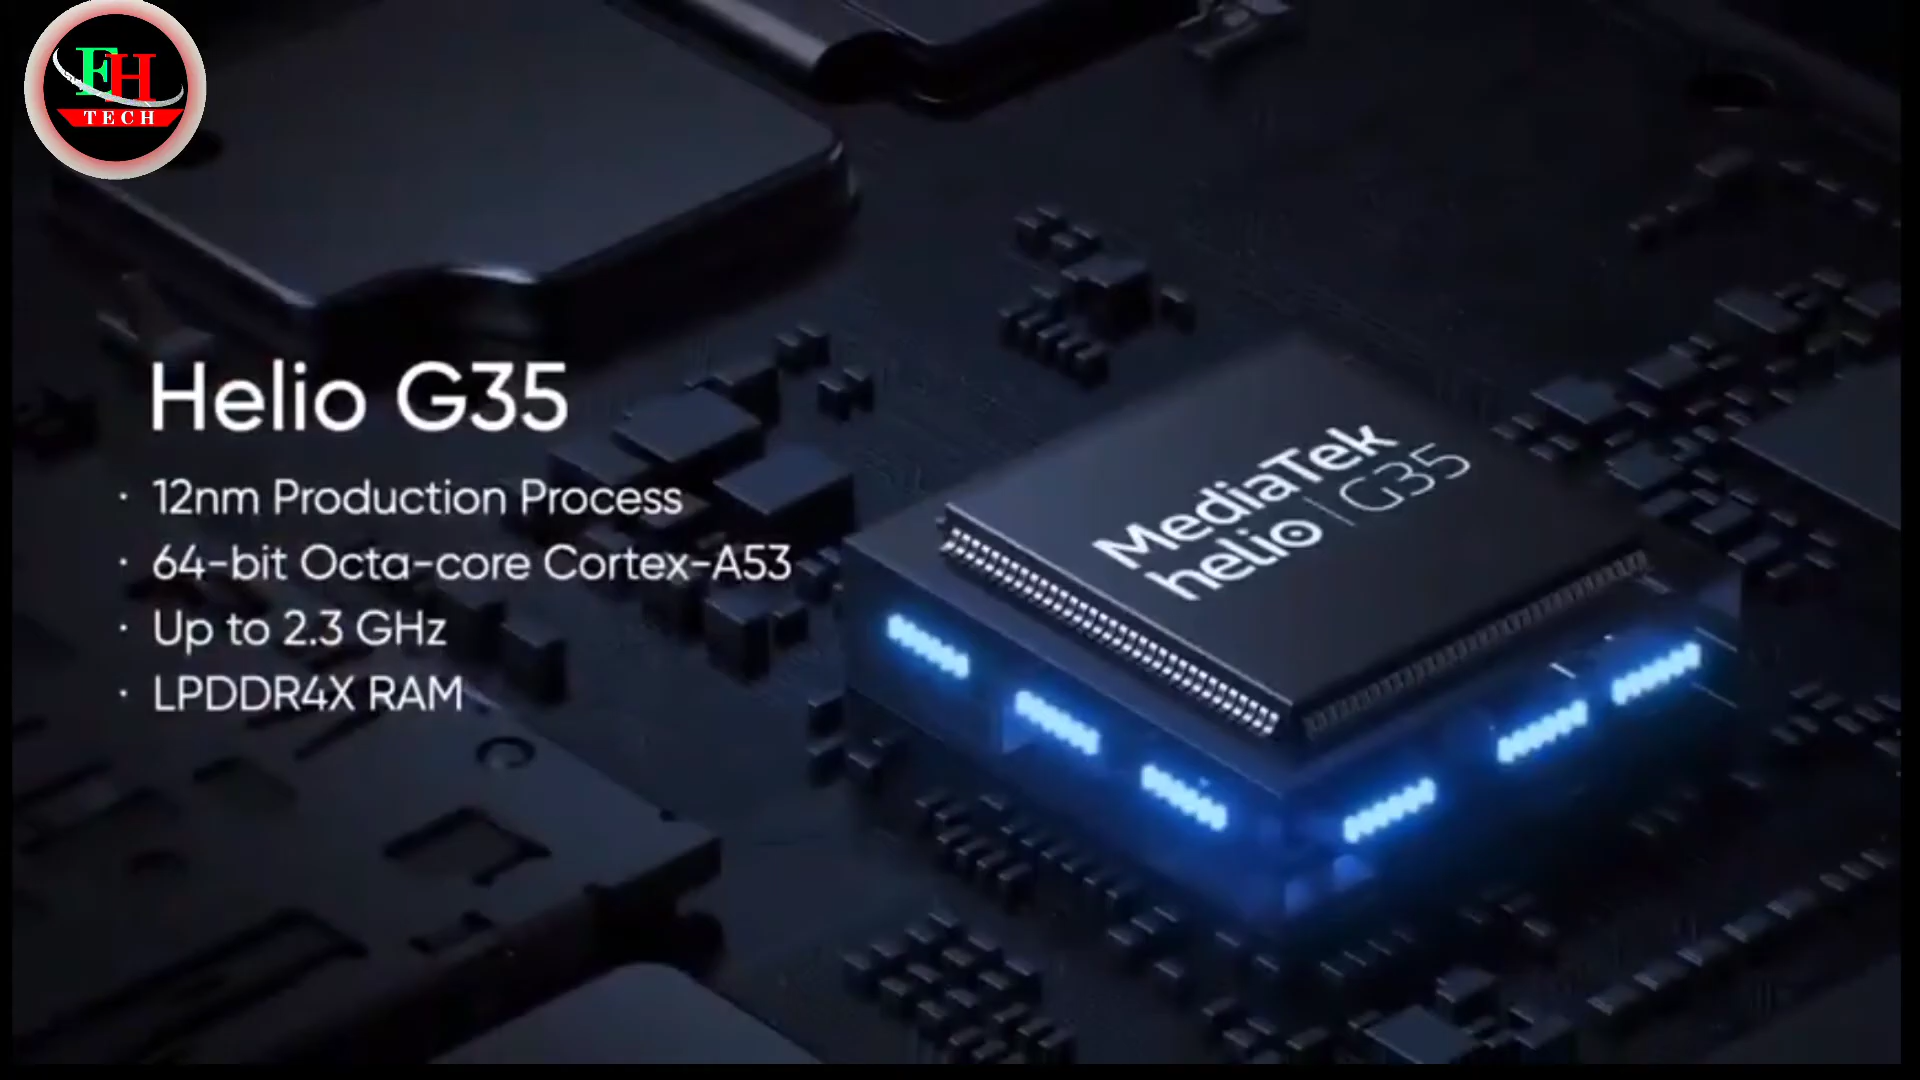 FH
TECH
Helio G35
· 12nm Production Process
· 64-bit Octa-core Cortex-A53
· Up to 2.3 GHz
· LPDDR4X RAM
MediaTek
helio | G35